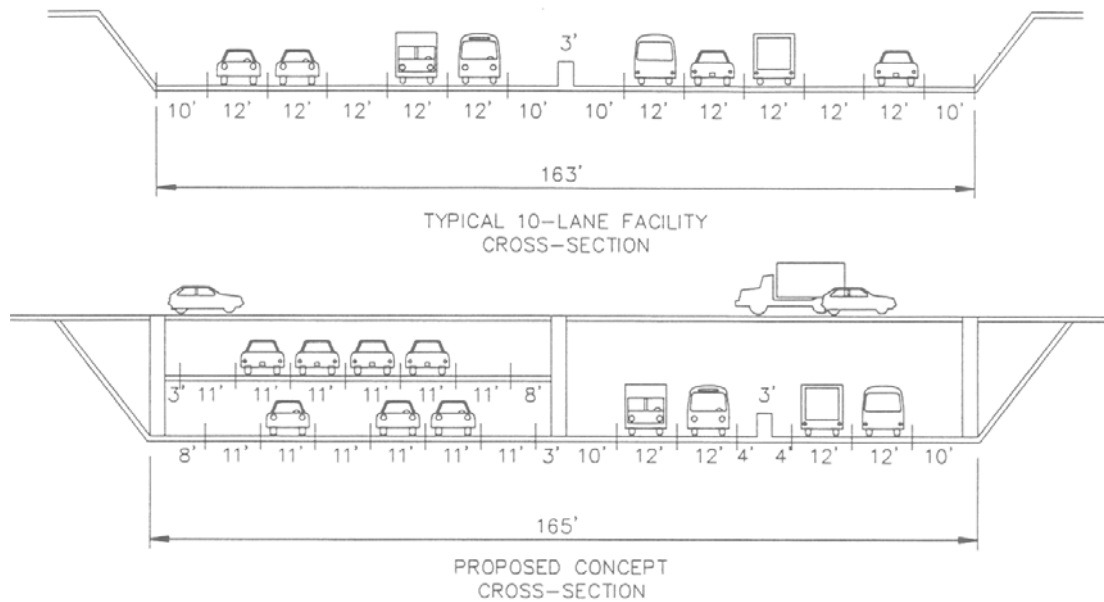 3'
10' 12' 12' 12' 12' 12' 10' 10' 12' 12' 12' 12' 12' 10'
163'
TYPICAL 10-LANE FACILITY
CROSS-SECTION
3' 11' 11' 11' 11' 11' 11' 8'
3'
8' 11' 11' 11' 11' 11' 11' 3' 10' 12' 12' 4' 4' 12' 12' 10'
165'
PROPOSED CONCEPT
CROSS-SECTION